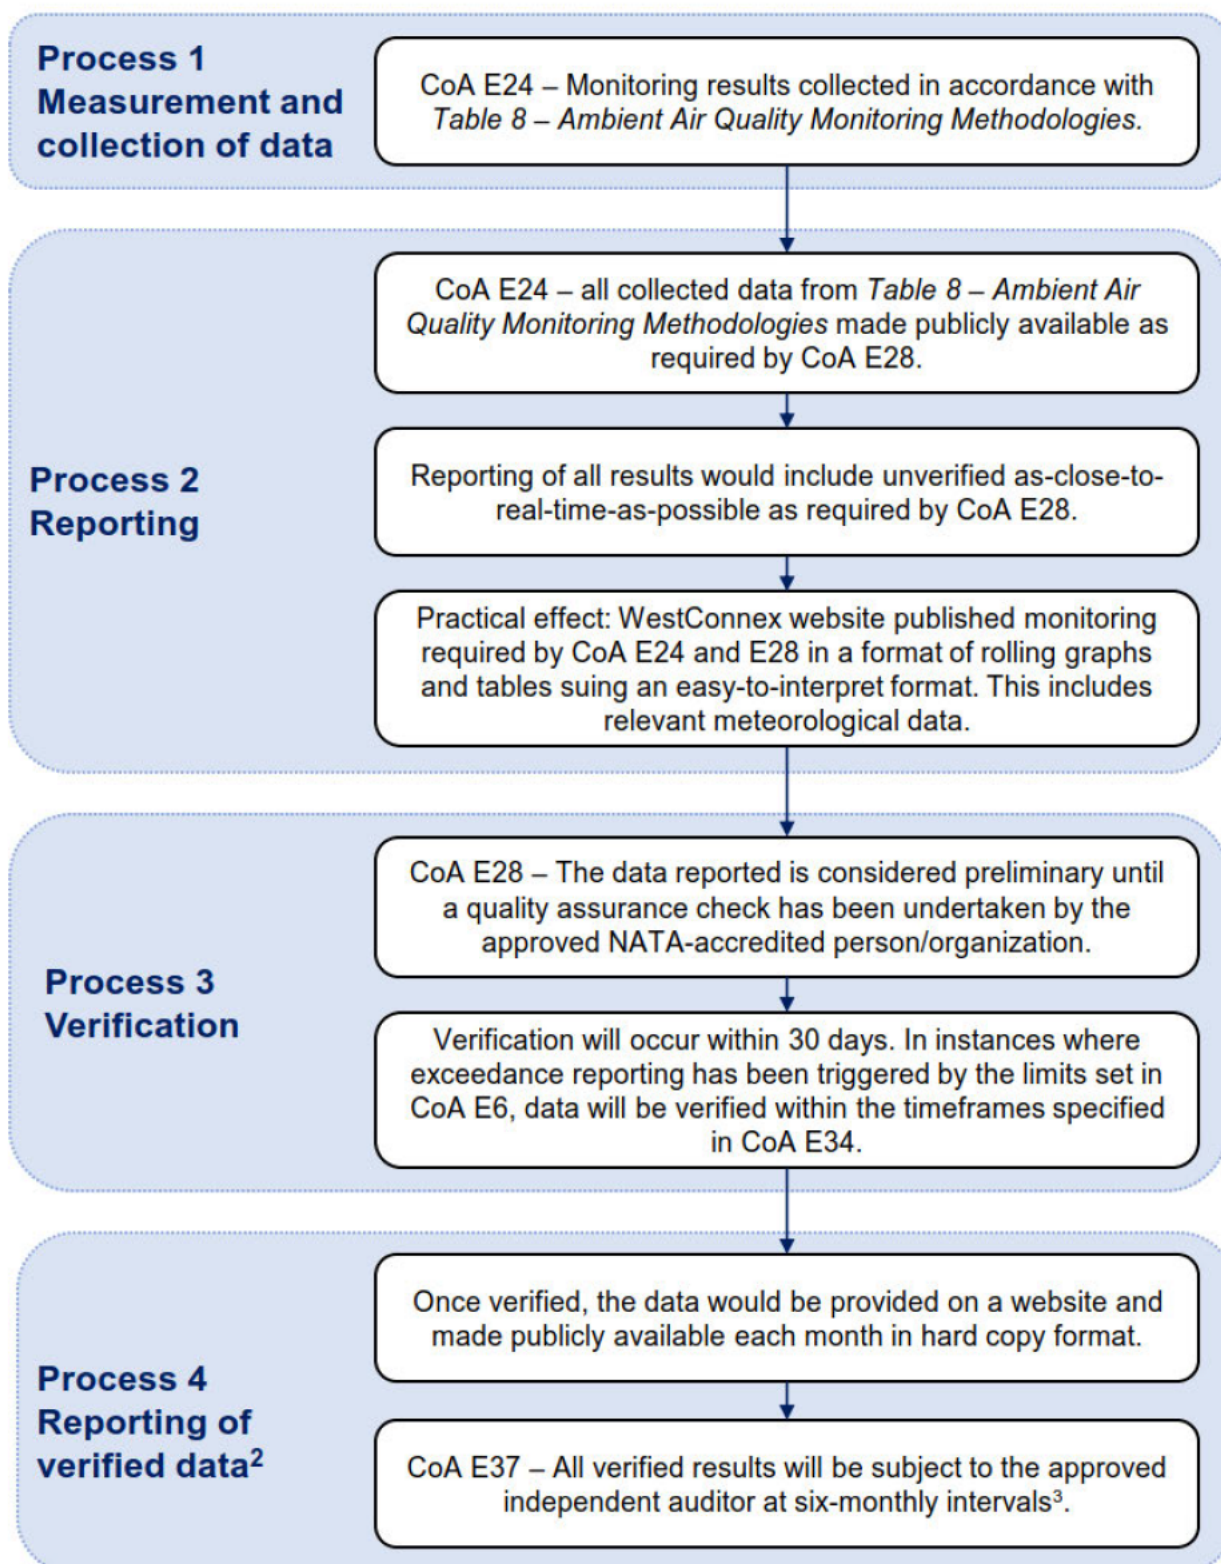 Process 1
Measurement and
collection of data
CoA E24 – Monitoring results collected in accordance with
Table 8 – Ambient Air Quality Monitoring Methodologies.
Process 2
Reporting
CoA E24 – all collected data from Table 8 – Ambient Air
Quality Monitoring Methodologies made publicly available as
required by CoA E28.
Reporting of all results would include unverified as-close-to-
real-time-as-possible as required by CoA E28.
Practical effect: WestConnex website published monitoring
required by CoA E24 and E28 in a format of rolling graphs
and tables suing an easy-to-interpret format. This includes
relevant meteorological data.
Process 3
Verification
CoA E28 – The data reported is considered preliminary until
a quality assurance check has been undertaken by the
approved NATA-accredited person/organization.
Verification will occur within 30 days. In instances where
exceedance reporting has been triggered by the limits set in
CoA E6, data will be verified within the timeframes specified
in CoA E34.
Process 4
Reporting of
verified data²
Once verified, the data would be provided on a website and
made publicly available each month in hard copy format.
CoA E37 – All verified results will be subject to the approved
independent auditor at six-monthly intervals³.